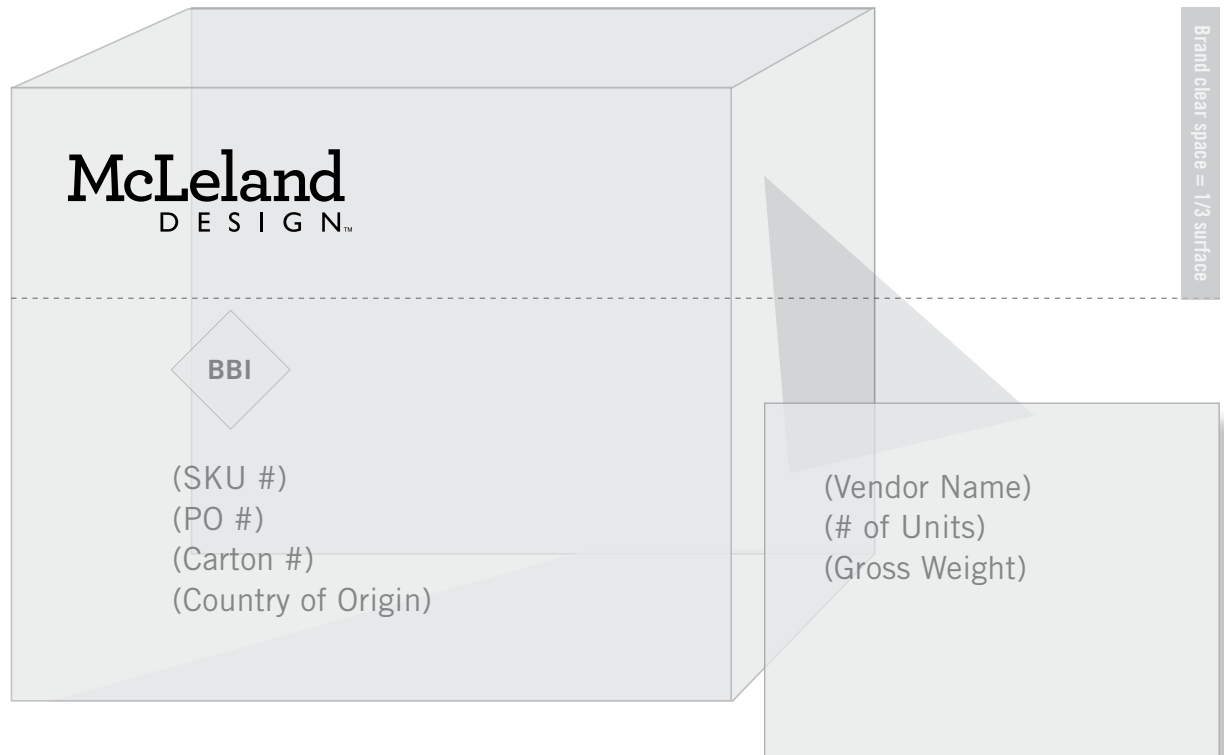 McLeland
DESIGN™
Brand clear space = 1/3 surface
BBI
(SKU #)
(PO #)
(Carton #)
(Country of Origin)
(Vendor Name)
(# of Units)
(Gross Weight)